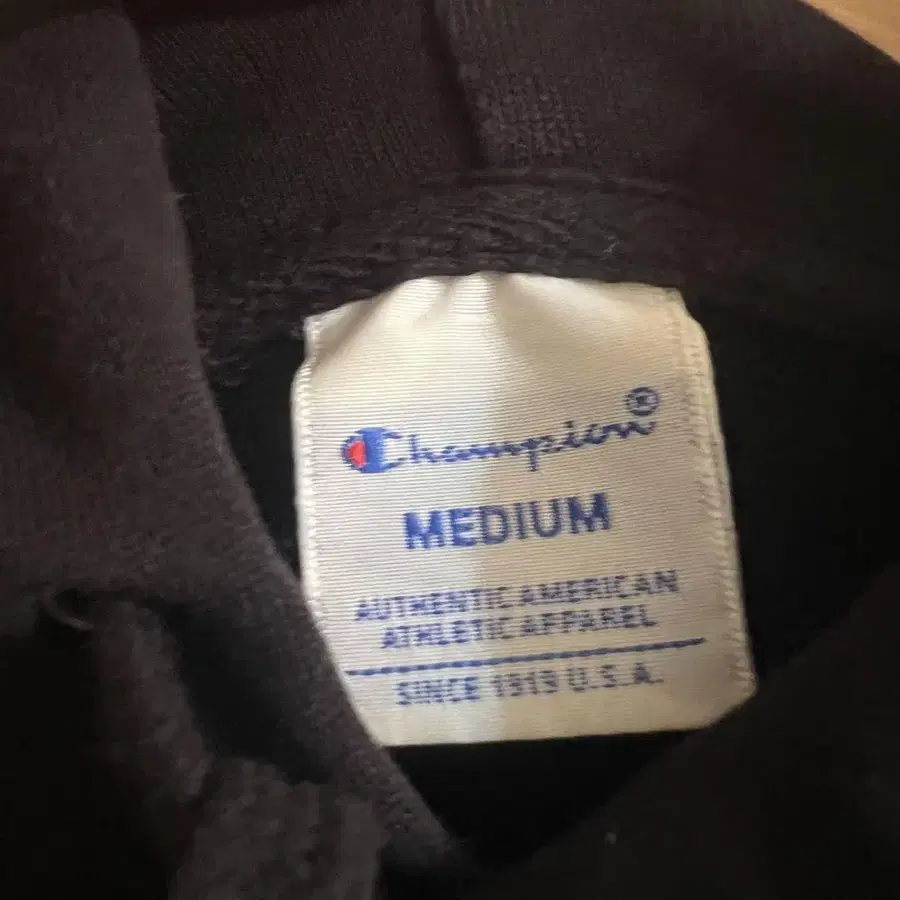 Champion®
MEDIUM
AUTHENTIC AMERICAN
ATHLETIC APPAREL
SINCE 1919 U.S.A.